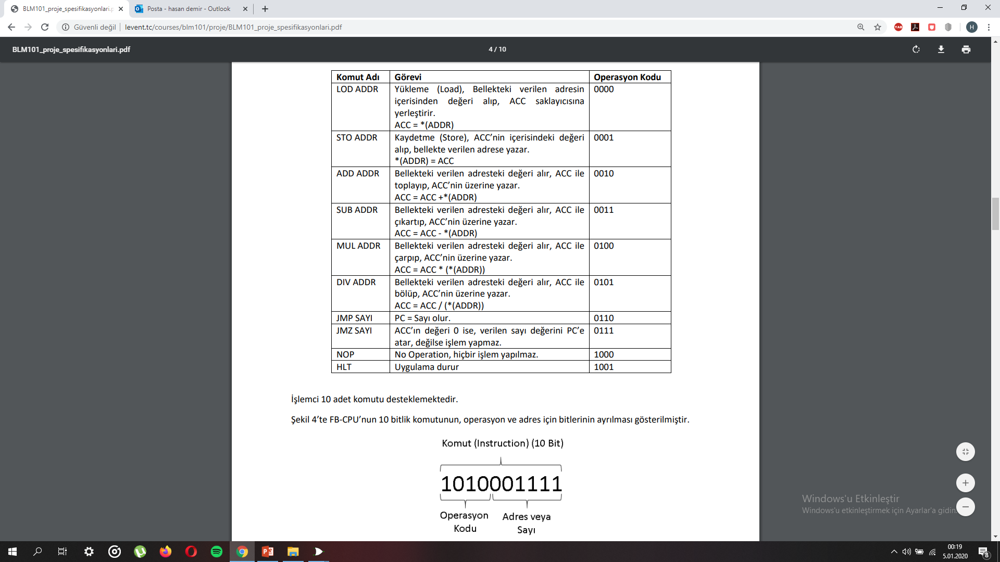 BLM101_proje_spesifikasyonlari.p
Posta - hasan demir - Outlook
Güvenli değil
levent.tc/courses/blm101/proje/BLM101_proje_spesifikasyonlari.pdf
YAB
H
BLM101_proje_spesifikasyonlari.pdf
4 / 10
Komut Adı Görevi Operasyon Kodu
LOD ADDR Yükleme (Load), Bellekteki verilen adresin 0000
içerisinden değeri alıp, ACC saklayıcısına
yerleştirir.
ACC = *(ADDR)
STO ADDR Kaydetme (Store), ACC’nin içerisindeki değeri 0001
alıp, bellekte verilen adrese yazar.
*(ADDR) = ACC
ADD ADDR Bellekteki verilen adresteki değeri alır, ACC ile 0010
toplayıp, ACC’nin üzerine yazar.
ACC = ACC +*(ADDR)
SUB ADDR Bellekteki verilen adresteki değeri alır, ACC ile 0011
çıkartıp, ACC’nin üzerine yazar.
ACC = ACC - *(ADDR)
MUL ADDR Bellekteki verilen adresteki değeri alır, ACC ile 0100
çarpıp, ACC’nin üzerine yazar.
ACC = ACC * (*(ADDR))
DIV ADDR Bellekteki verilen adresteki değeri alır, ACC ile 0101
bölüp, ACC’nin üzerine yazar.
ACC = ACC / (*(ADDR))
JMP SAYI PC = Sayı olur. 0110
JMZ SAYI ACC’ın değeri 0 ise, verilen sayı değerini PC’e 0111
atar, değilse işlem yapmaz.
NOP No Operation, hiçbir işlem yapılmaz. 1000
HLT Uygulama durur 1001
İşlemci 10 adet komutu desteklemektedir.
Şekil 4’te FB-CPU’nun 10 bitlik komutunun, operasyon ve adres için bitlerinin ayrılması gösterilmiştir.
Komut (Instruction) (10 Bit)
1010001111
Operasyon
Kodu
Adres veya
Sayı
Windows'u Etkinleştir
Windows'u etkinleştirmek için Ayarlar'a gidin.
00:19
5.01.2020
8